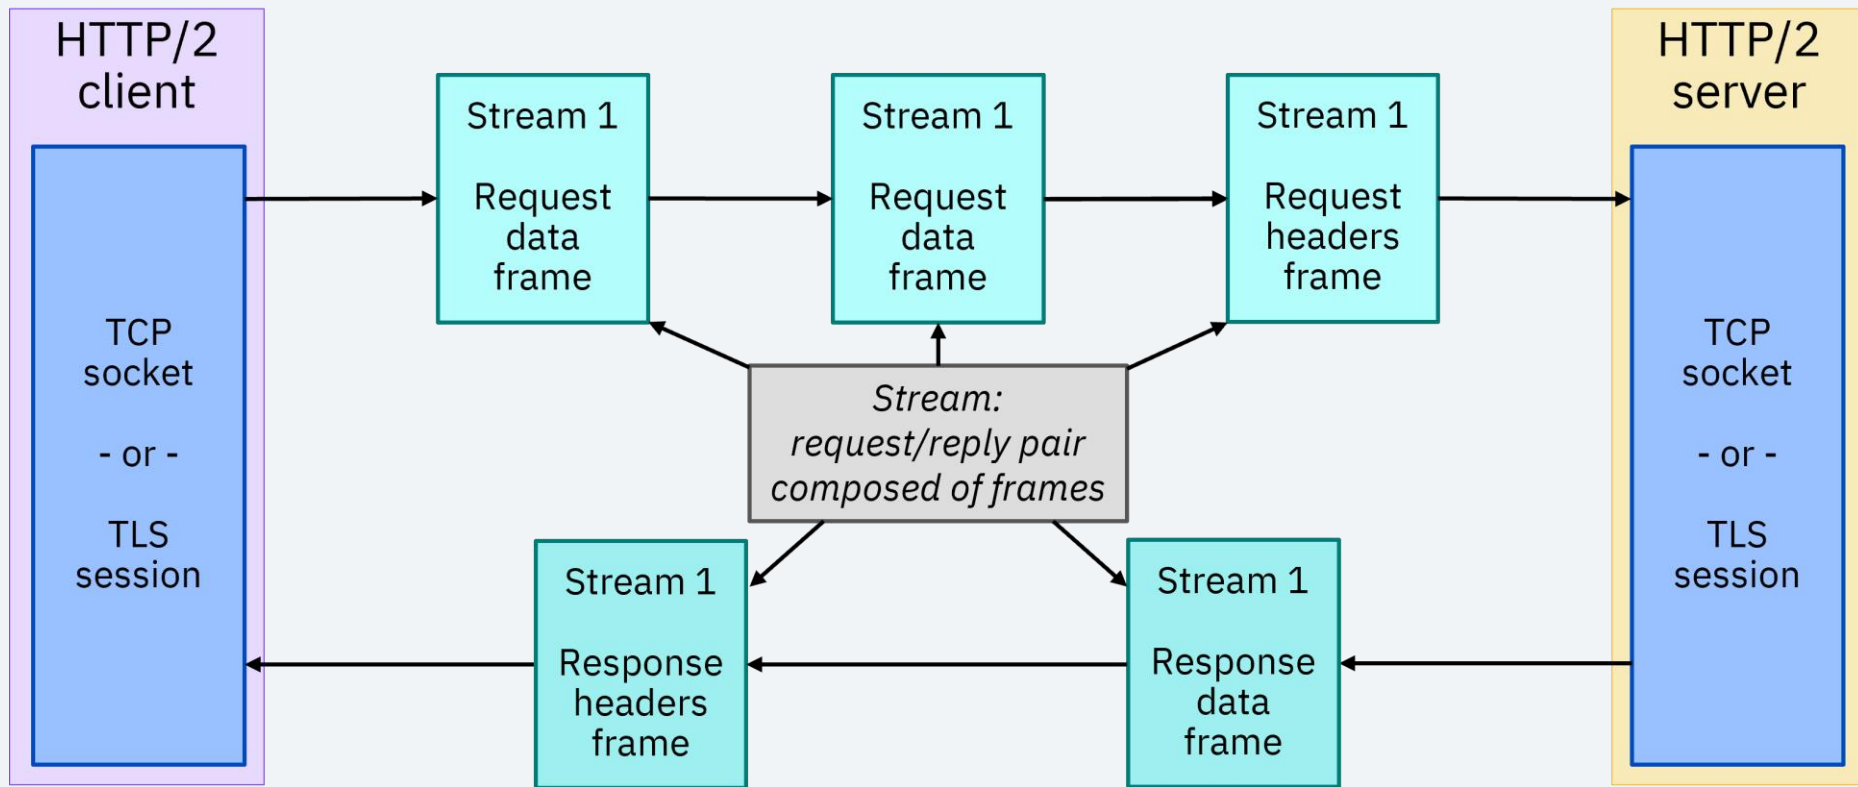 HTTP/2
client
TCP
socket
- or -
TLS
session
Stream 1
Request
data
frame
Stream 1
Request
data
frame
Stream 1
Request
headers
frame
Stream:
request/reply pair
composed of frames
Stream 1
Response
headers
frame
Stream 1
Response
data
frame
HTTP/2
server
TCP
socket
- or -
TLS
session